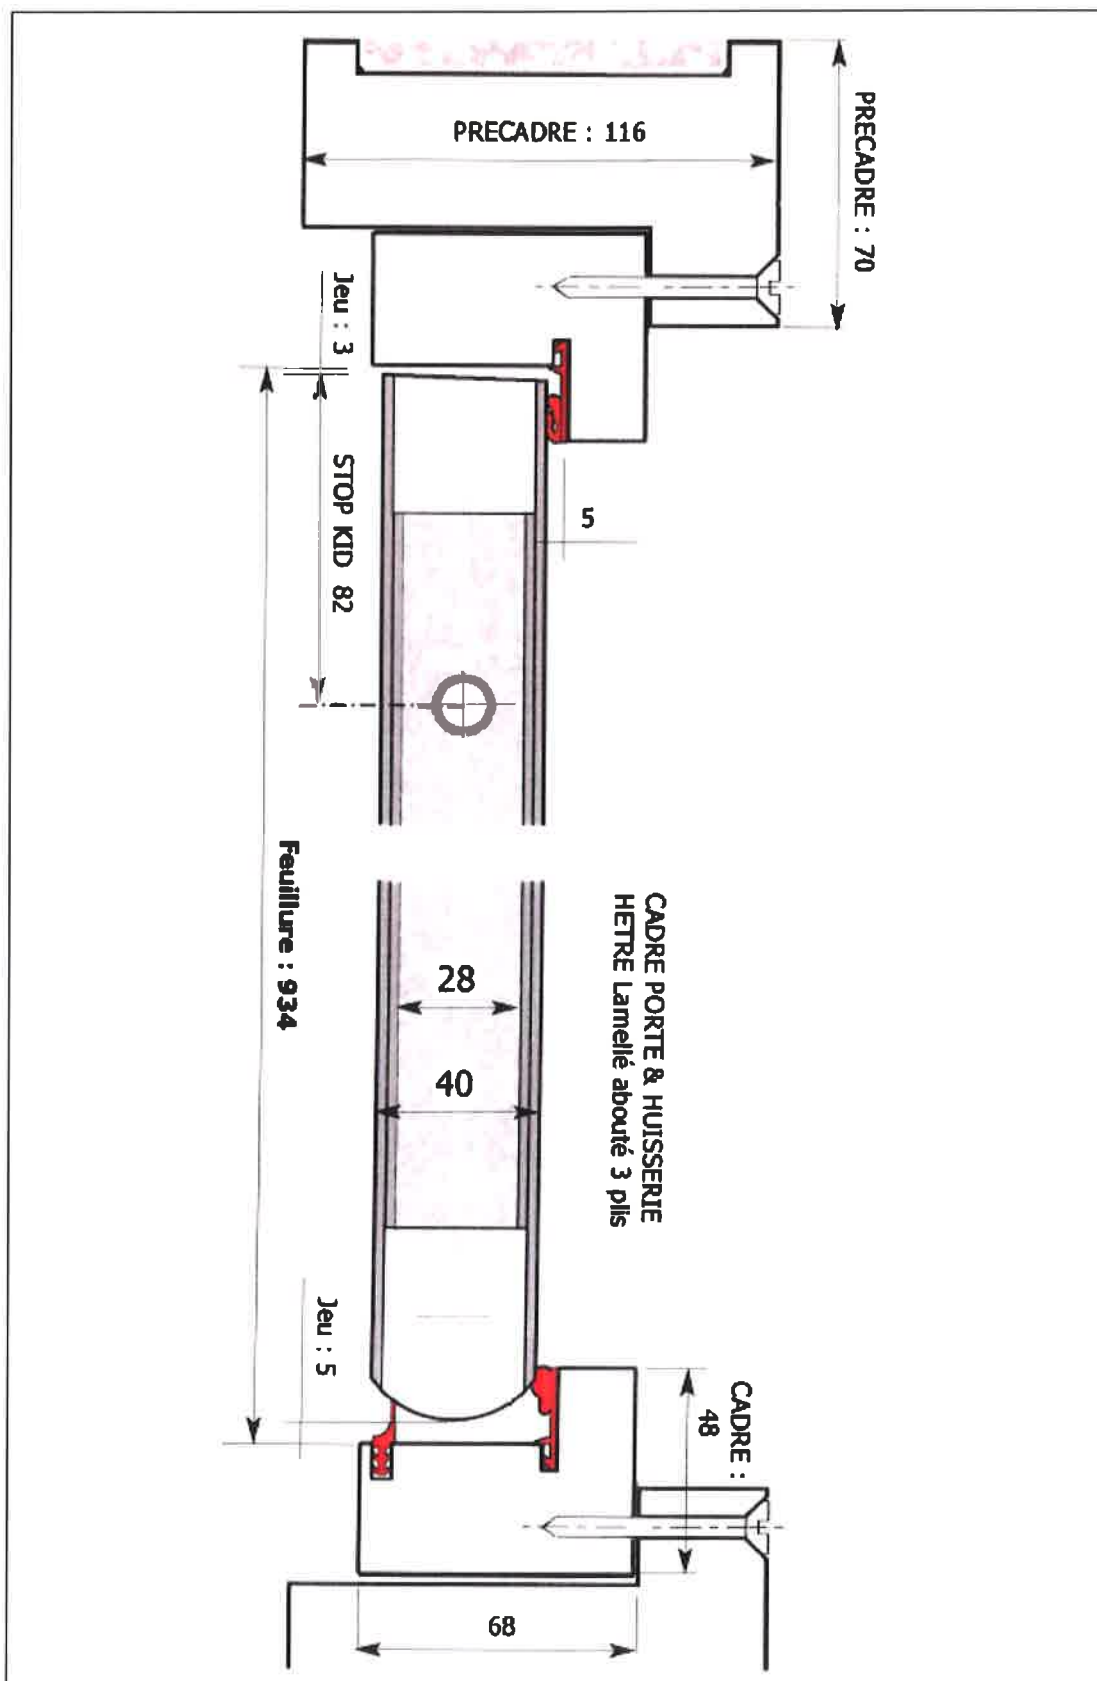 PRECADRE : 116
PRECADRE : 70
Jeu : 3
STOP KID 82
5
Feuillure : 934
CADRE PORTE & HUISSERIE
HETRE Lamellé abouté 3 plis
28
40
Jeu : 5
CADRE :
48
68